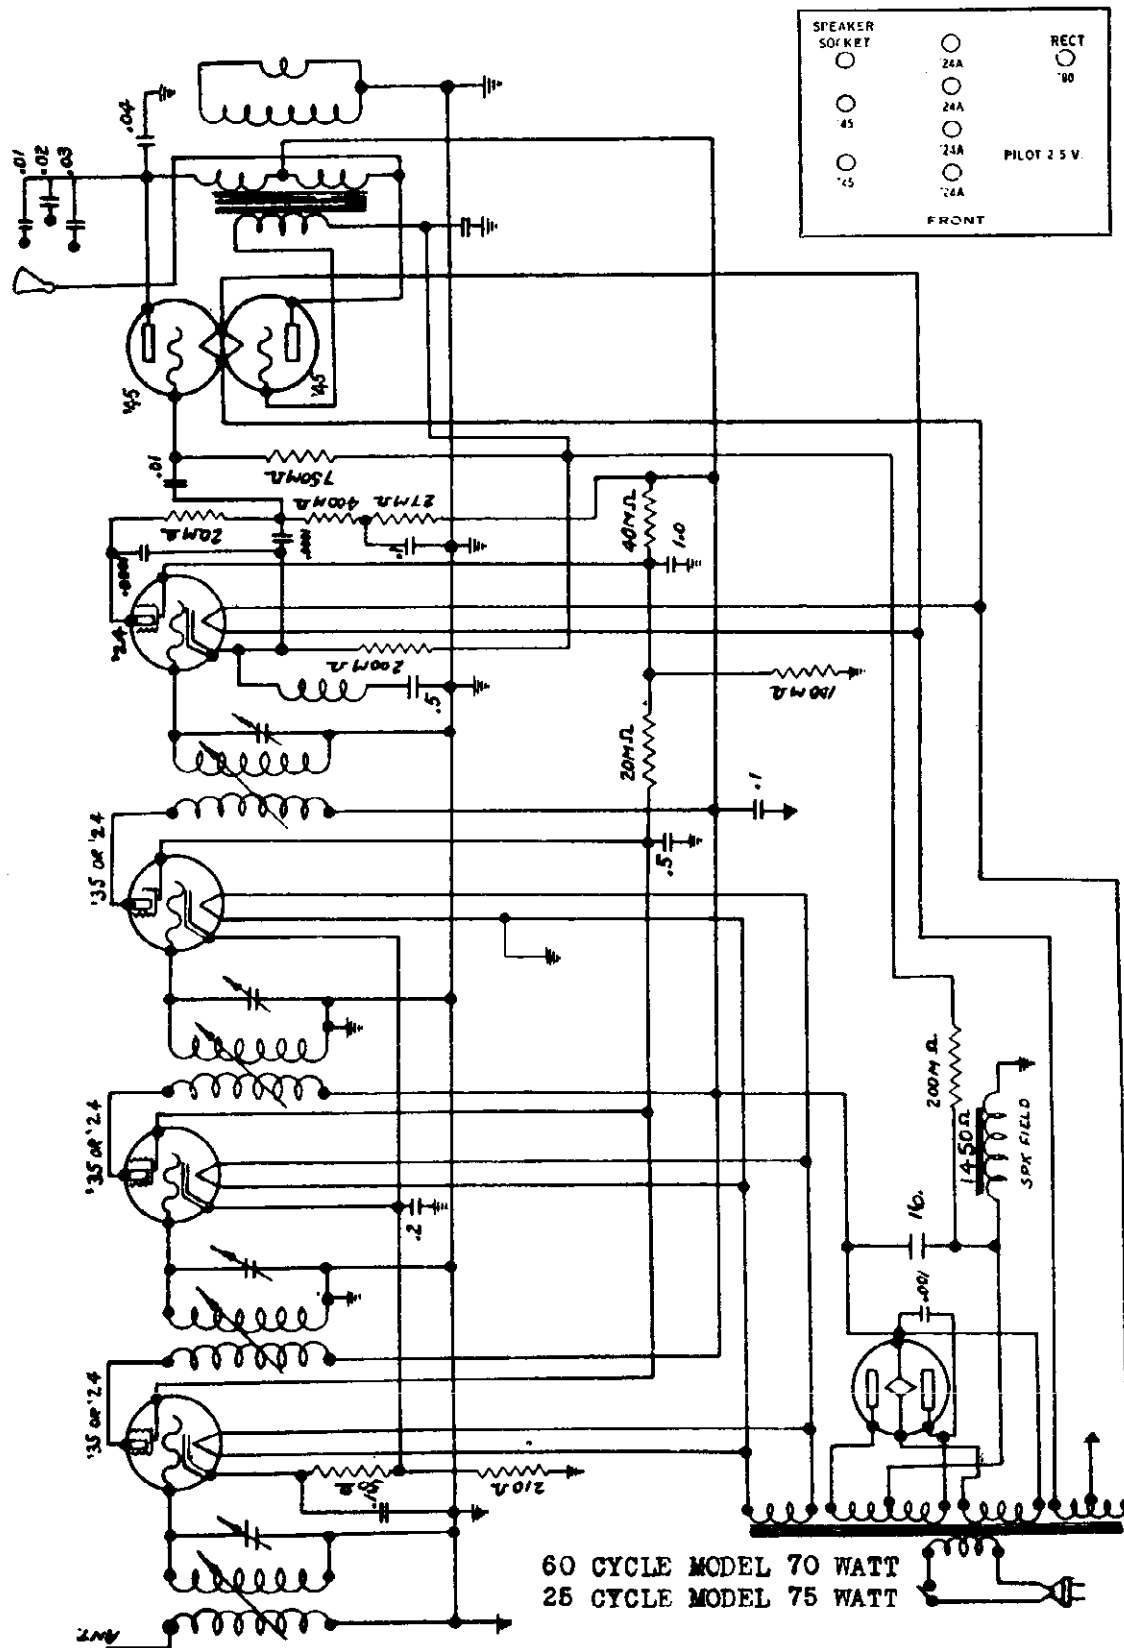 SPEAKER
SOCKET
'24A
RECT
'80
'24A
'45
'24A
PILOT 2.5 V.
'45
'24A
FRONT
.01
.02
.03
.04
'45
'45
.01
750MΩ
20MΩ
400MΩ
27MΩ
.0001
.0001
.1
40MΩ
1.0
'24
200MΩ
.5
100MΩ
20MΩ
.1
'35 OR '24
.5
200MΩ
1450Ω
SPK FIELD
'35 OR '24
.2
16.
.001
'35 OR '24
210Ω
60 CYCLE MODEL 70 WATT
25 CYCLE MODEL 75 WATT
ANT.